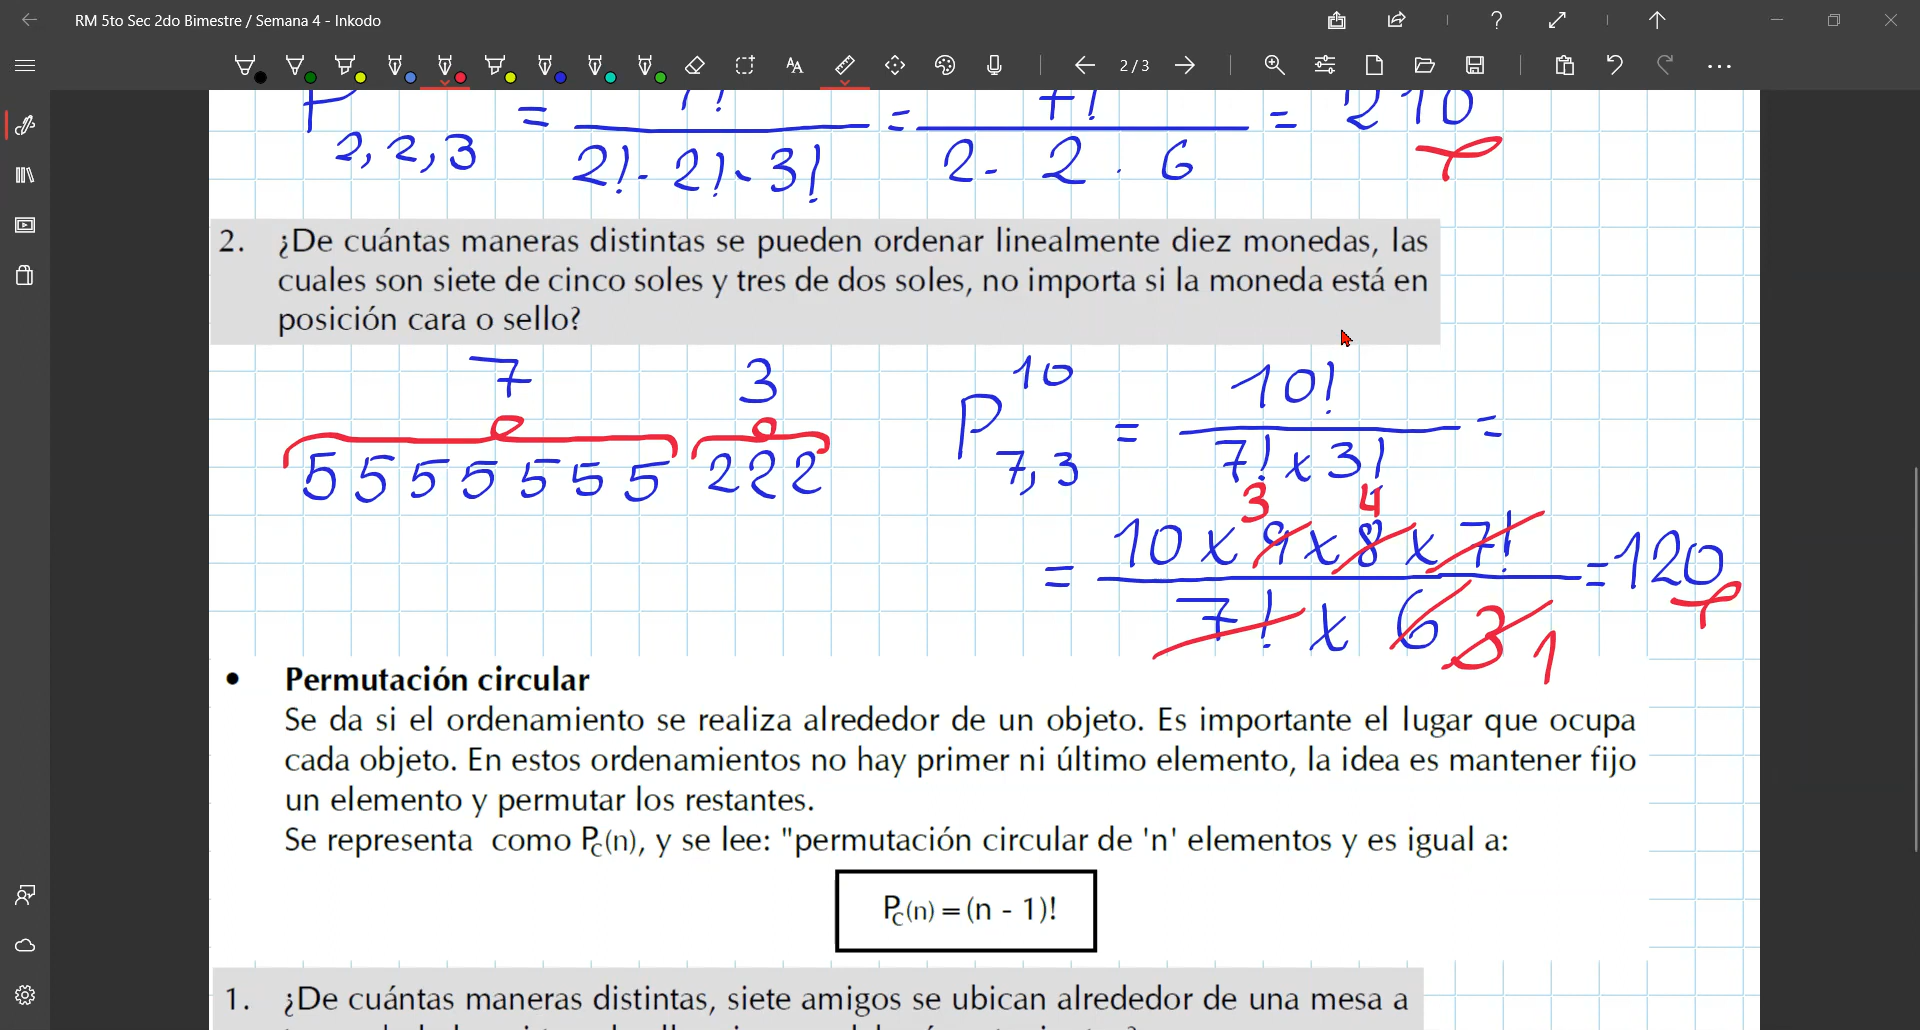 RM 5to Sec 2do Bimestre / Semana 4 - Inkodo
2 / 3
P 2, 2, 3 = 7! / 2! · 2! · 3! = 7! / 2 · 2 · 6 = 210
2. ¿De cuántas maneras distintas se pueden ordenar linealmente diez monedas, las
cuales son siete de cinco soles y tres de dos soles, no importa si la moneda está en
posición cara o sello?
7 3
5 5 5 5 5 5 5 2 2 2
P 10 7, 3 = 10! / 7! x 3! =
3 4
= 10 x 9 x 8 x 7! / 7! x 6 3 1 = 120
• Permutación circular
Se da si el ordenamiento se realiza alrededor de un objeto. Es importante el lugar que ocupa
cada objeto. En estos ordenamientos no hay primer ni último elemento, la idea es mantener fijo
un elemento y permutar los restantes.
Se representa como Pc(n), y se lee: "permutación circular de 'n' elementos y es igual a:
Pc(n) = (n - 1)!
1. ¿De cuántas maneras distintas, siete amigos se ubican alrededor de una mesa a